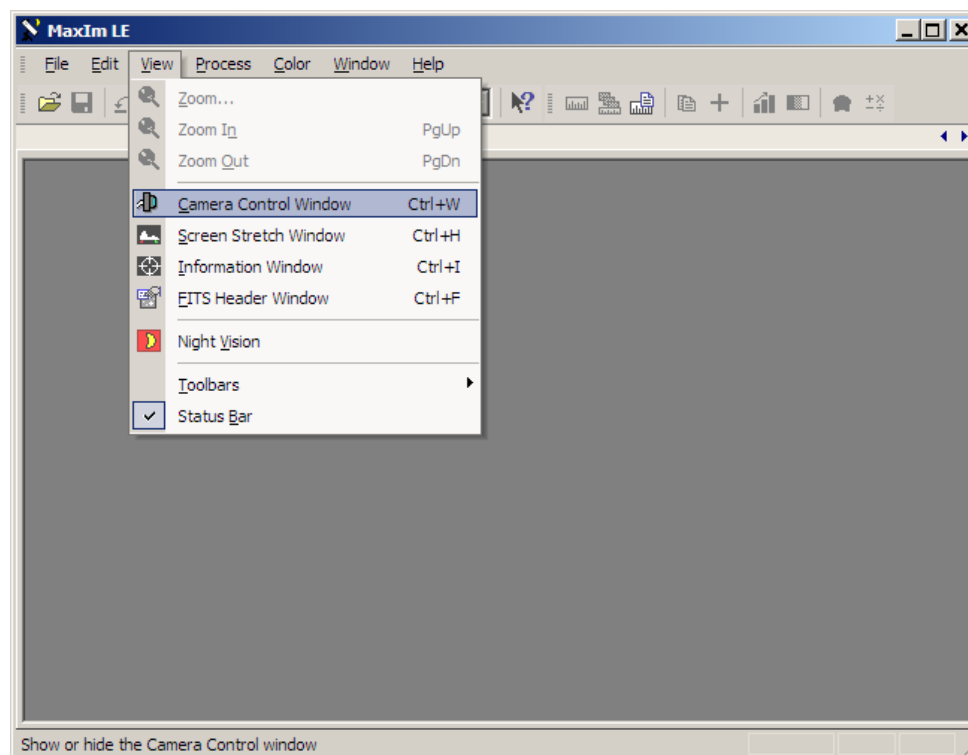 MaxIm LE
File Edit View Process Color Window Help
Zoom...
Zoom In PgUp
Zoom Out PgDn
Camera Control Window Ctrl+W
Screen Stretch Window Ctrl+H
Information Window Ctrl+I
FITS Header Window Ctrl+F
Night Vision
Toolbars
Status Bar
Show or hide the Camera Control window